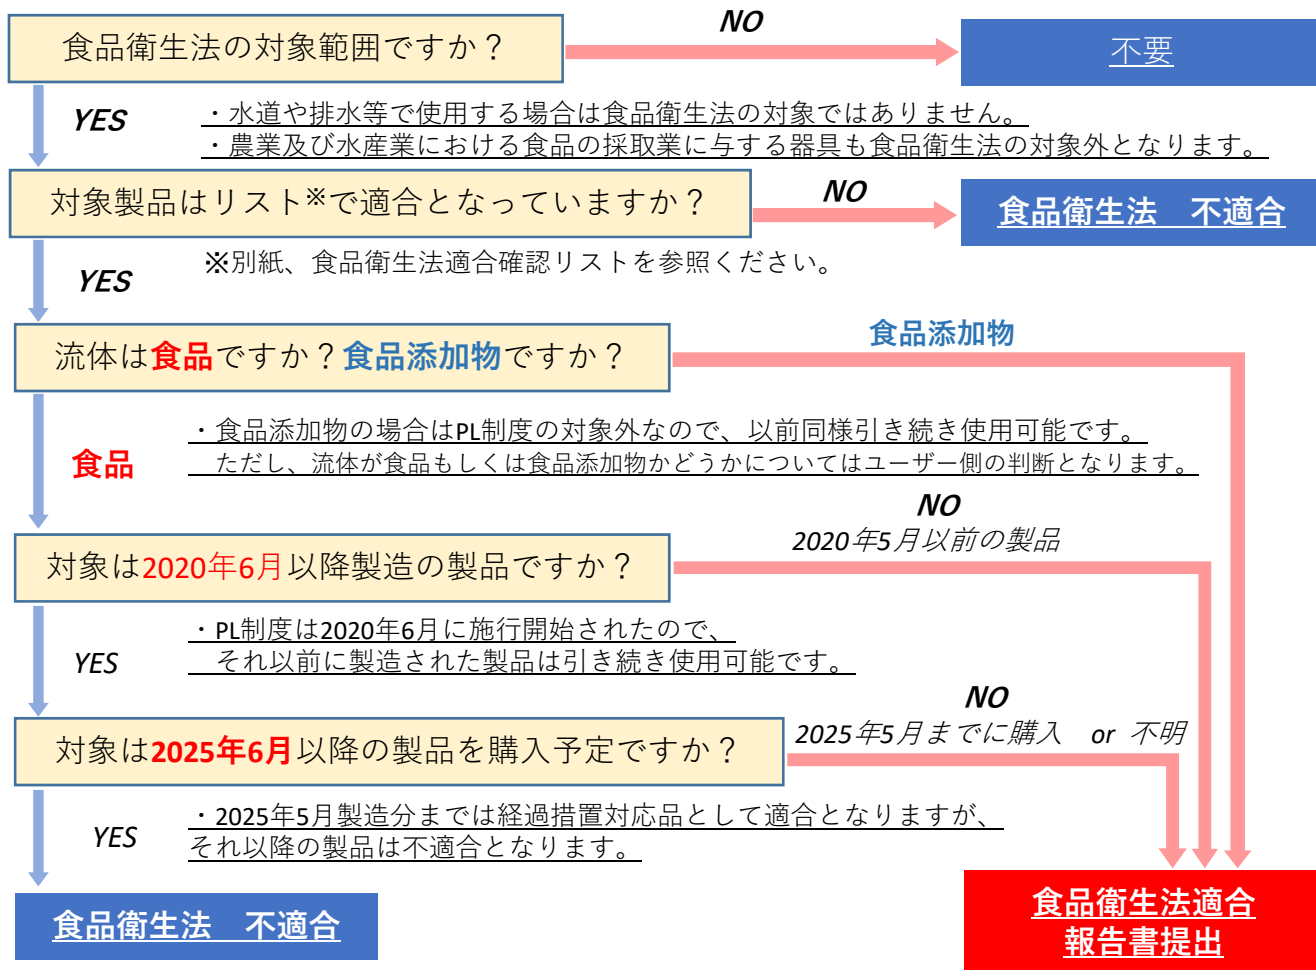 食品衛生法の対象範囲ですか？
NO
不要
YES
・水道や排水等で使用する場合は食品衛生法の対象ではありません。
・農業及び水産業における食品の採取業に与する器具も食品衛生法の対象外となります。
対象製品はリスト※で適合となっていますか？
NO
食品衛生法　不適合
YES
※別紙、食品衛生法適合確認リストを参照ください。
流体は食品ですか？食品添加物ですか？
食品添加物
食品
・食品添加物の場合はPL制度の対象外なので、以前同様引き続き使用可能です。
ただし、流体が食品もしくは食品添加物かどうかについてはユーザー側の判断となります。
対象は2020年6月以降製造の製品ですか？
NO
2020年5月以前の製品
YES
・PL制度は2020年6月に施行開始されたので、
それ以前に製造された製品は引き続き使用可能です。
対象は2025年6月以降の製品を購入予定ですか？
NO
2025年5月までに購入　or 不明
YES
・2025年5月製造分までは経過措置対応品として適合となりますが、
それ以降の製品は不適合となります。
食品衛生法　不適合
食品衛生法適合
報告書提出